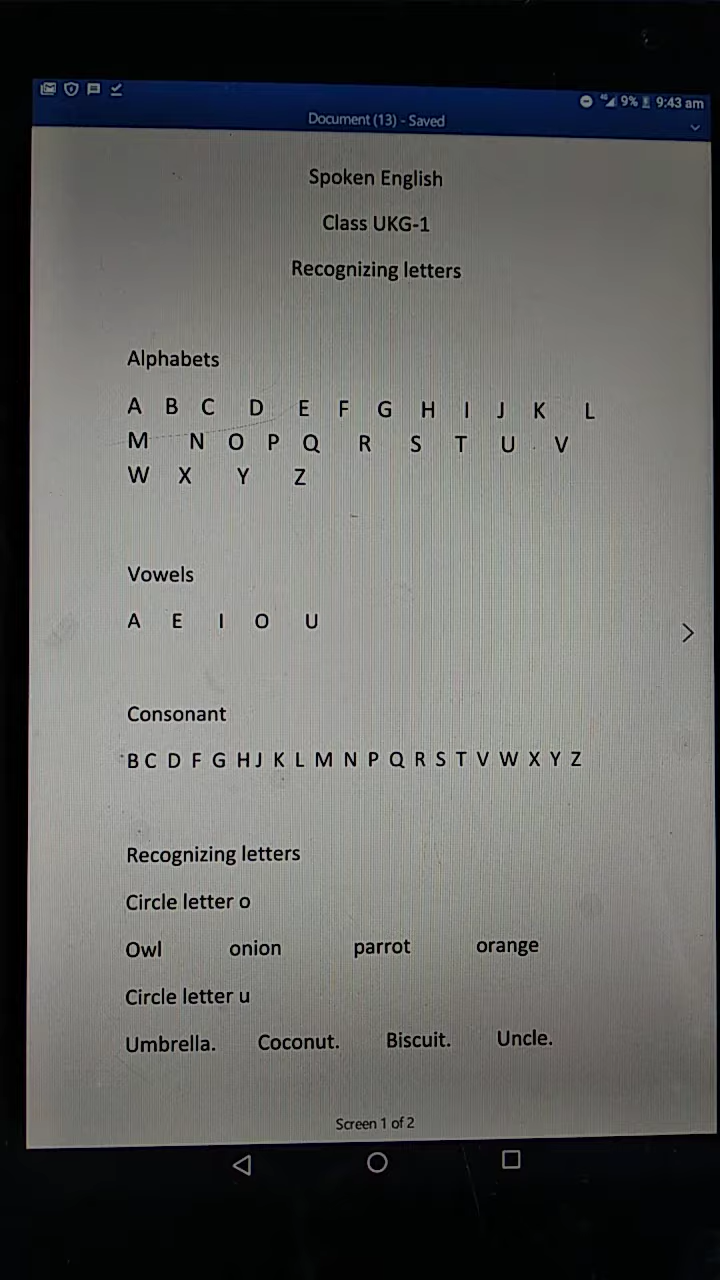 9% 9:43 am
Document (13) - Saved
Spoken English
Class UKG-1
Recognizing letters
Alphabets
A B C D E F G H I J K L
M N O P Q R S T U V
W X Y Z
Vowels
A E I O U
Consonant
B C D F G H J K L M N P Q R S T V W X Y Z
Recognizing letters
Circle letter o
Owl onion parrot orange
Circle letter u
Umbrella. Coconut. Biscuit. Uncle.
Screen 1 of 2